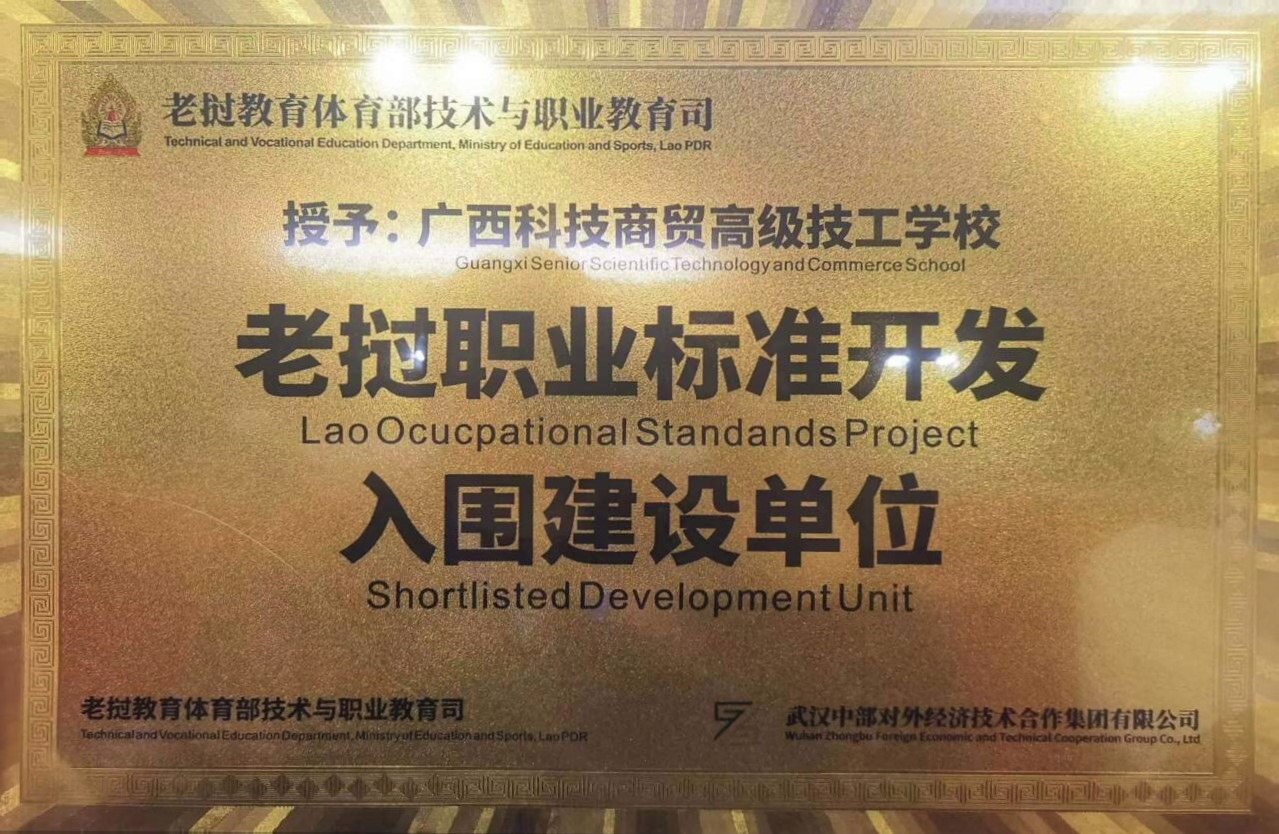 老挝教育体育部技术与职业教育司
Technical and Vocational Education Department, Ministry of Education and Sports, Lao PDR
授予：广西科技商贸高级技工学校
Guangxi Senior Scientific Technology and Commerce School
老挝职业标准开发
Lao Ocucpational Standands Project
入围建设单位
Shortlisted Development Unit
老挝教育体育部技术与职业教育司
Technical and Vocational Education Department, Ministry of Education and Sports, Lao PDR
武汉中部对外经济技术合作集团有限公司
Wuhan Zhongbu Foreign Economic and Technical Cooperation Group Co., Ltd